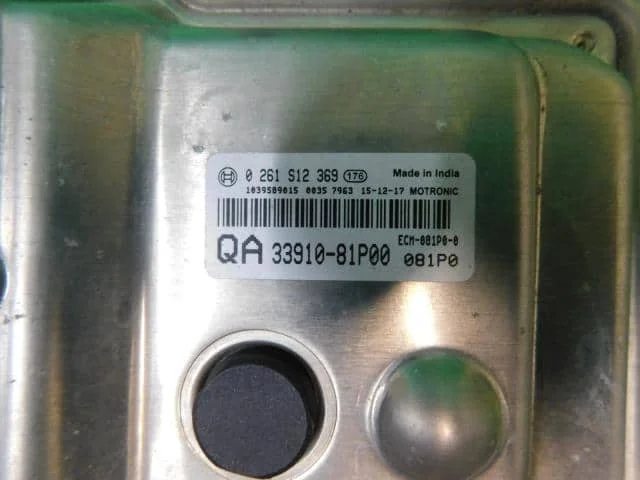 0 261 S12 369 176 Made in India
1039S09015 0035 7963 15-12-17 MOTRONIC
ECM-081P0-0
QA 33910-81P00 081P0